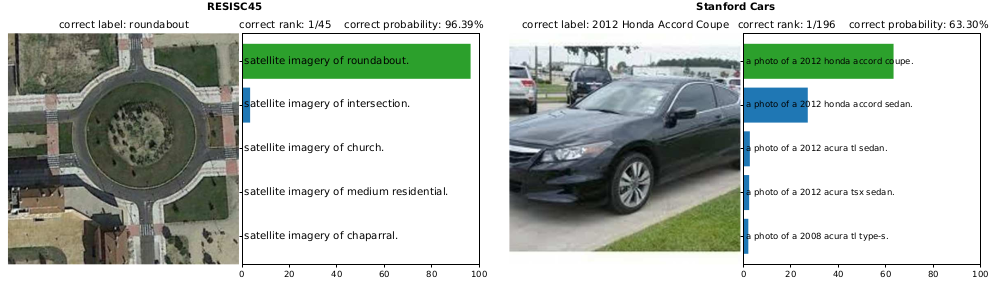 RESISC45
correct label: roundabout correct rank: 1/45 correct probability: 96.39%
satellite imagery of roundabout.
satellite imagery of intersection.
satellite imagery of church.
satellite imagery of medium residential.
satellite imagery of chaparral.
0 20 40 60 80 100
Stanford Cars
correct label: 2012 Honda Accord Coupe correct rank: 1/196 correct probability: 63.30%
a photo of a 2012 honda accord coupe.
a photo of a 2012 honda accord sedan.
a photo of a 2012 acura tl sedan.
a photo of a 2012 acura tsx sedan.
a photo of a 2008 acura tl type-s.
0 20 40 60 80 100